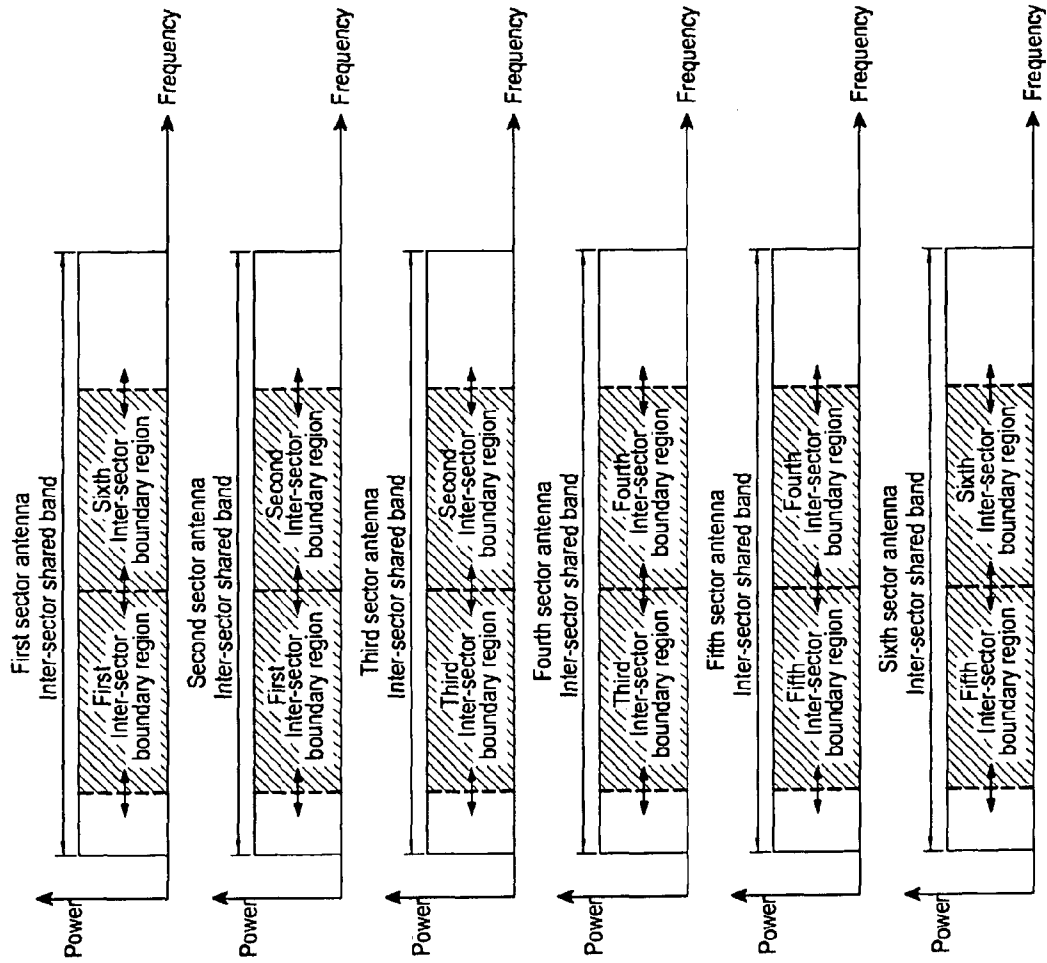 First sector antenna
Inter-sector shared band
Power
First
Inter-sector
boundary region
Sixth
Inter-sector
boundary region
Frequency
Second sector antenna
Inter-sector shared band
Power
First
Inter-sector
boundary region
Second
Inter-sector
boundary region
Frequency
Third sector antenna
Inter-sector shared band
Power
Third
Inter-sector
boundary region
Second
Inter-sector
boundary region
Frequency
Fourth sector antenna
Inter-sector shared band
Power
Third
Inter-sector
boundary region
Fourth
Inter-sector
boundary region
Frequency
Fifth sector antenna
Inter-sector shared band
Power
Fifth
Inter-sector
boundary region
Fourth
Inter-sector
boundary region
Frequency
Sixth sector antenna
Inter-sector shared band
Power
Fifth
Inter-sector
boundary region
Sixth
Inter-sector
boundary region
Frequency